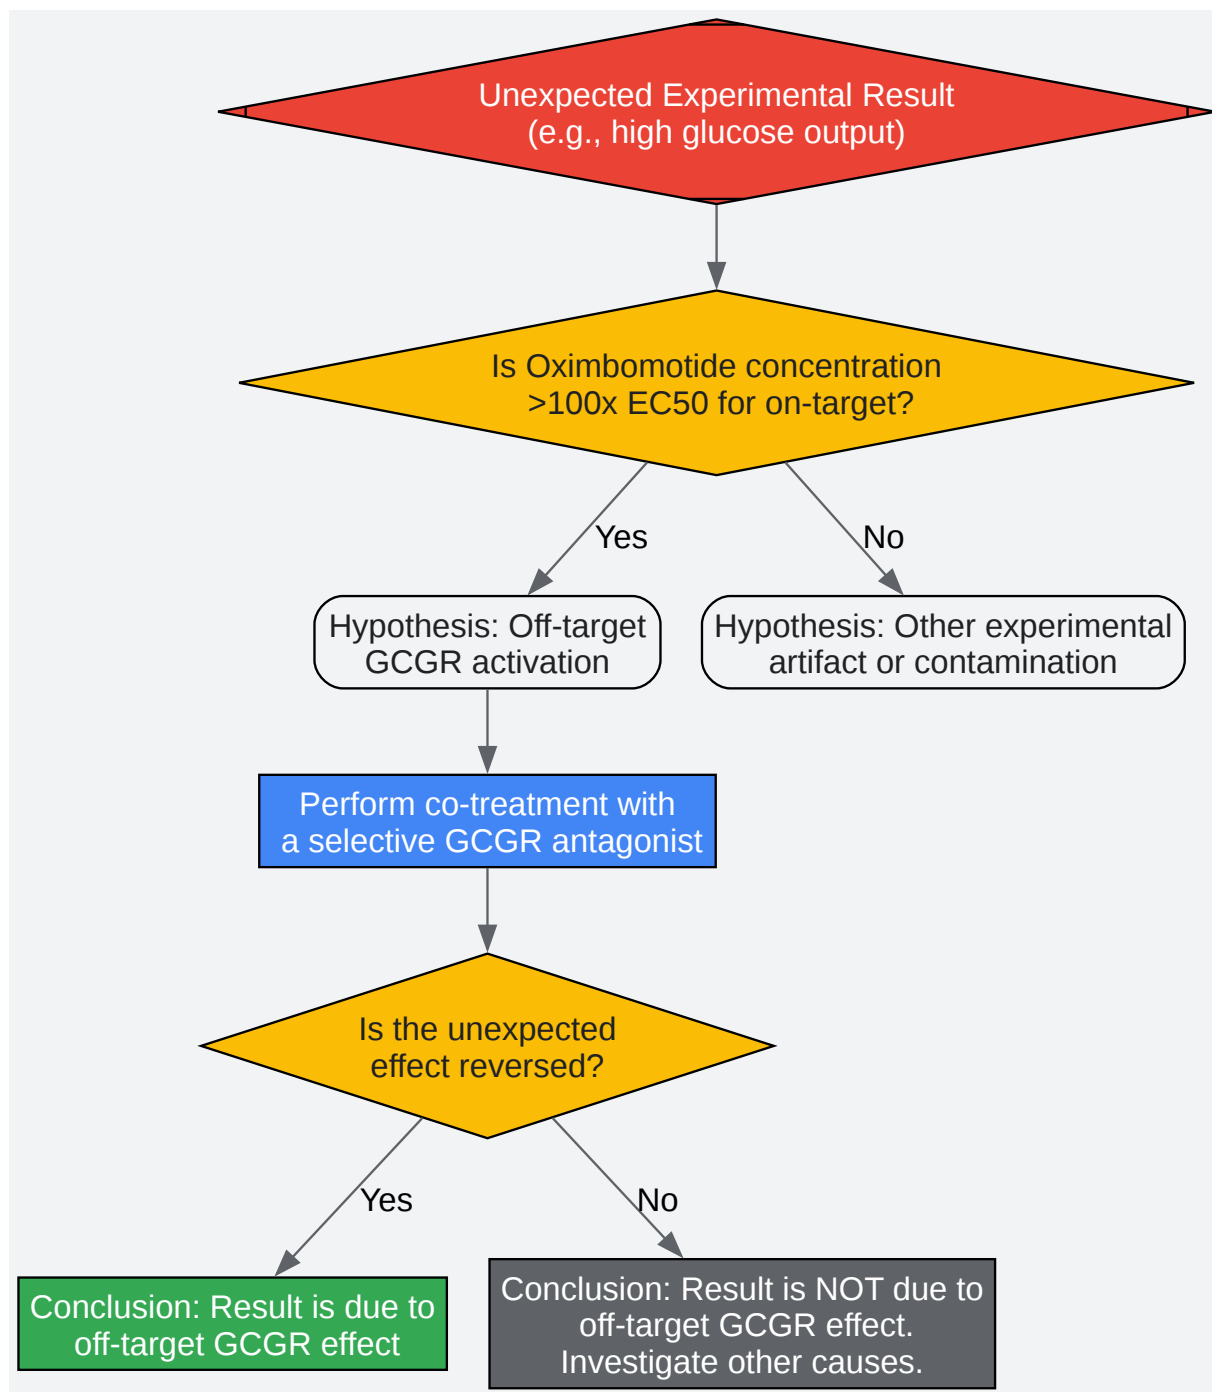 Unexpected Experimental Result
(e.g., high glucose output)
Is Oximbomotide concentration
>100x EC50 for on-target?
Yes
No
Hypothesis: Off-target
GCGR activation
Hypothesis: Other experimental
artifact or contamination
Perform co-treatment with
a selective GCGR antagonist
Is the unexpected
effect reversed?
Yes
No
Conclusion: Result is due to
off-target GCGR effect
Conclusion: Result is NOT due to
off-target GCGR effect.
Investigate other causes.